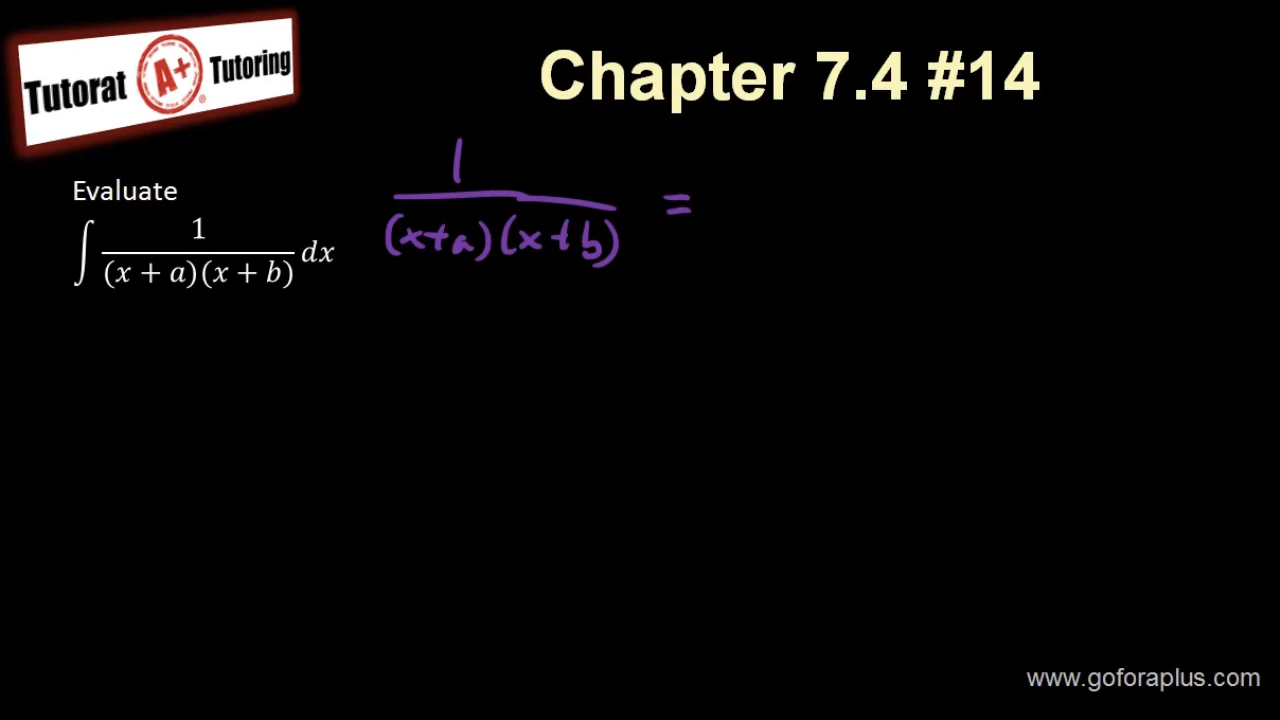 Tutorat A+ Tutoring
Chapter 7.4 #14
Evaluate
∫ 1/((x + a)(x + b)) dx
1/((x+a)(x+b)) =
www.goforaplus.com